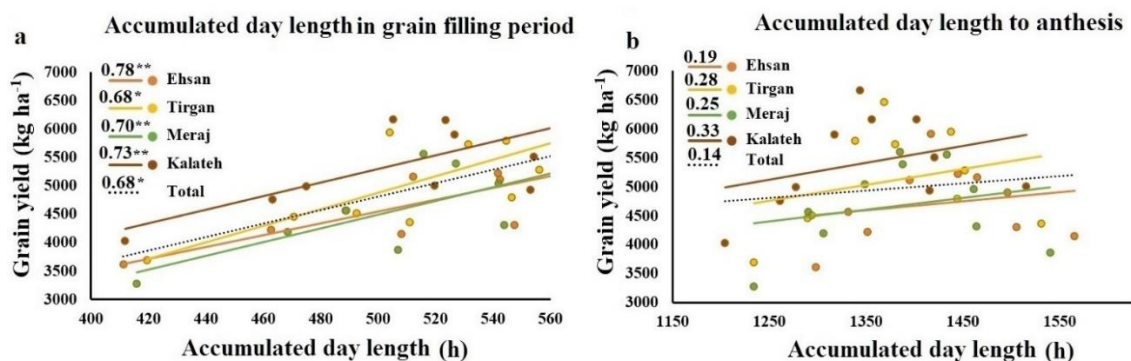 a
Accumulated day length in grain filling period
Grain yield (kg ha⁻¹)
7000
6500
6000
5500
5000
4500
4000
3500
3000
0.78** Ehsan
0.68* Tirgan
0.70** Meraj
0.73** Kalateh
0.68* Total
400 420 440 460 480 500 520 540 560
Accumulated day length (h)
b
Accumulated day length to anthesis
Grain yield (kg ha⁻¹)
7000
6500
6000
5500
5000
4500
4000
3500
3000
0.19 Ehsan
0.28 Tirgan
0.25 Meraj
0.33 Kalateh
0.14 Total
1150 1250 1350 1450 1550
Accumulated day length (h)